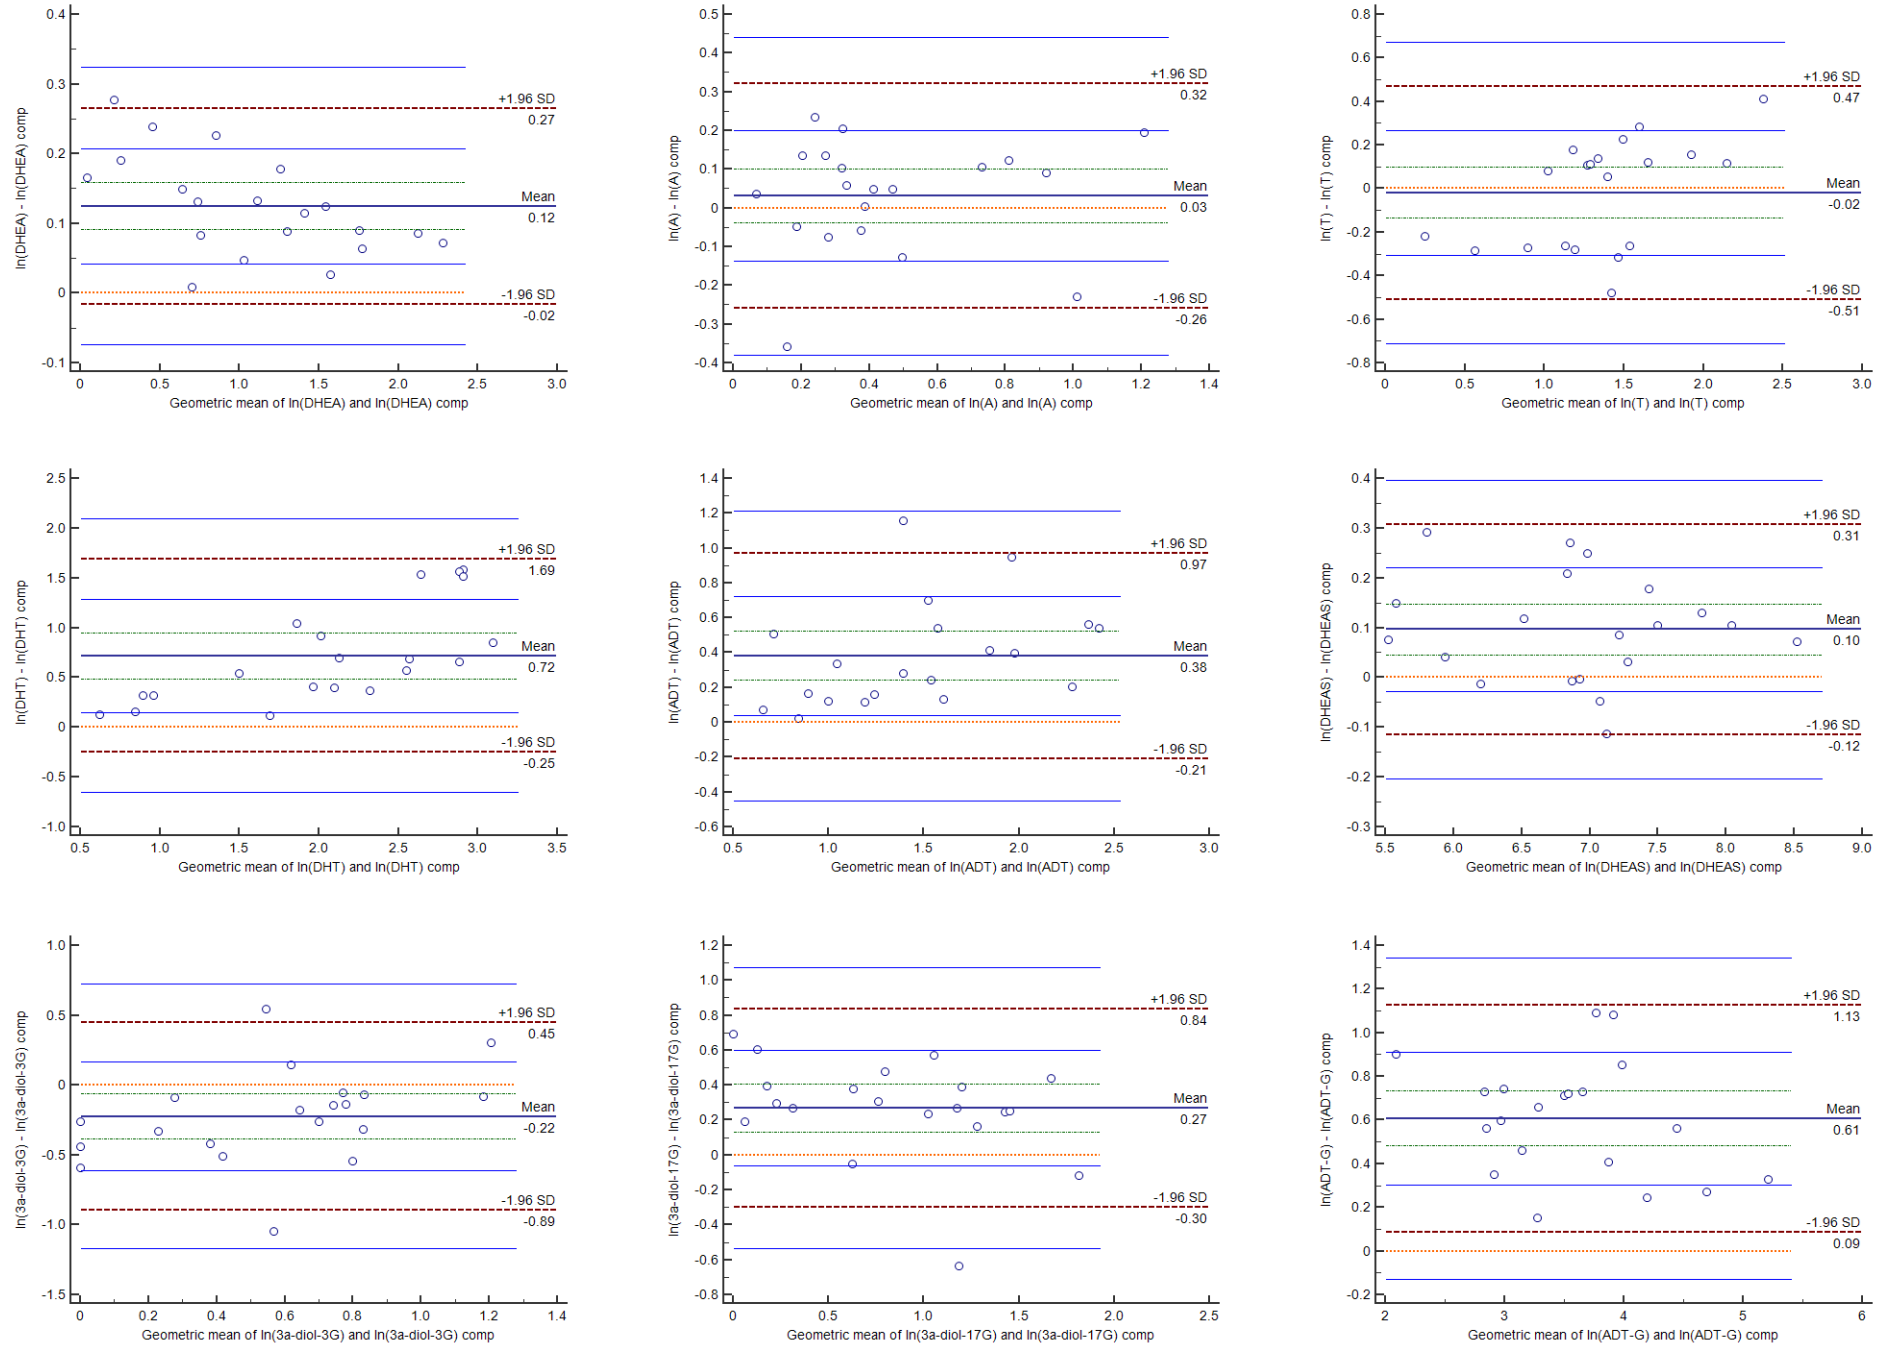 ln(DHEA) - ln(DHEA) comp
0.4
0.3
0.2
0.1
0
-0.1
+1.96 SD
0.27
Mean
0.12
-1.96 SD
-0.02
0 0.5 1.0 1.5 2.0 2.5 3.0
Geometric mean of ln(DHEA) and ln(DHEA) comp
ln(A) - ln(A) comp
0.5
0.4
0.3
0.2
0.1
0
-0.1
-0.2
-0.3
-0.4
+1.96 SD
0.32
Mean
0.03
-1.96 SD
-0.26
0 0.2 0.4 0.6 0.8 1.0 1.2 1.4
Geometric mean of ln(A) and ln(A) comp
ln(T) - ln(T) comp
0.8
0.6
0.4
0.2
0
-0.2
-0.4
-0.6
-0.8
+1.96 SD
0.47
Mean
-0.02
-1.96 SD
-0.51
0 0.5 1.0 1.5 2.0 2.5 3.0
Geometric mean of ln(T) and ln(T) comp
ln(DHT) - ln(DHT) comp
2.5
2.0
1.5
1.0
0.5
0
-0.5
-1.0
+1.96 SD
1.69
Mean
0.72
-1.96 SD
-0.25
0.5 1.0 1.5 2.0 2.5 3.0 3.5
Geometric mean of ln(DHT) and ln(DHT) comp
ln(ADT) - ln(ADT) comp
1.4
1.2
1.0
0.8
0.6
0.4
0.2
0
-0.2
-0.4
-0.6
+1.96 SD
0.97
Mean
0.38
-1.96 SD
-0.21
0.5 1.0 1.5 2.0 2.5 3.0
Geometric mean of ln(ADT) and ln(ADT) comp
ln(DHEAS) - ln(DHEAS) comp
0.4
0.3
0.2
0.1
0
-0.1
-0.2
-0.3
+1.96 SD
0.31
Mean
0.10
-1.96 SD
-0.12
5.5 6.0 6.5 7.0 7.5 8.0 8.5 9.0
Geometric mean of ln(DHEAS) and ln(DHEAS) comp
ln(3a-diol-3G) - ln(3a-diol-3G) comp
1.0
0.5
0
-0.5
-1.0
-1.5
+1.96 SD
0.45
Mean
-0.22
-1.96 SD
-0.89
0 0.2 0.4 0.6 0.8 1.0 1.2 1.4
Geometric mean of ln(3a-diol-3G) and ln(3a-diol-3G) comp
ln(3a-diol-17G) - ln(3a-diol-17G) comp
1.2
1.0
0.8
0.6
0.4
0.2
0
-0.2
-0.4
-0.6
-0.8
+1.96 SD
0.84
Mean
0.27
-1.96 SD
-0.30
0 0.5 1.0 1.5 2.0 2.5
Geometric mean of ln(3a-diol-17G) and ln(3a-diol-17G) comp
ln(ADT-G) - ln(ADT-G) comp
1.4
1.2
1.0
0.8
0.6
0.4
0.2
0
-0.2
+1.96 SD
1.13
Mean
0.61
-1.96 SD
0.09
2 3 4 5 6
Geometric mean of ln(ADT-G) and ln(ADT-G) comp